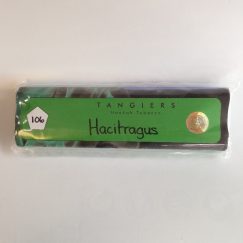 TANGIERS
HOOKAH TOBACCO
106
Hacitragus